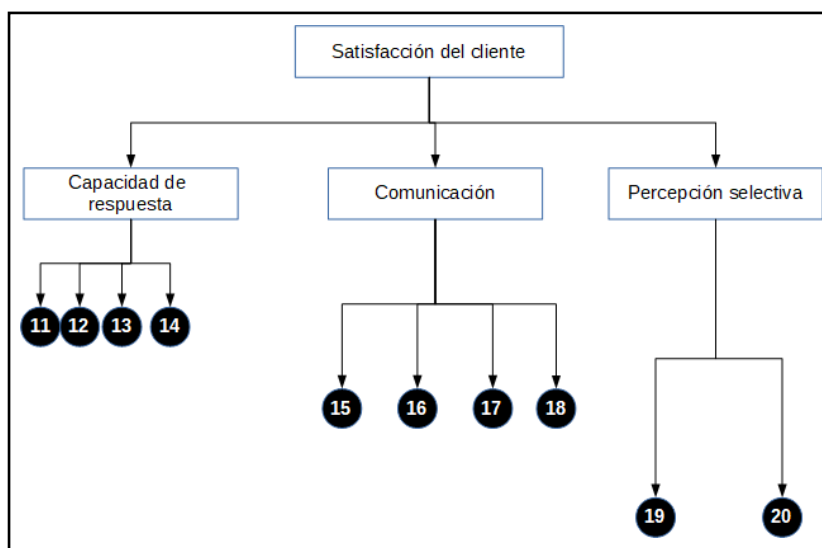 Satisfacción del cliente
Capacidad de
respuesta
Comunicación
Percepción selectiva
11 12 13 14
15 16 17 18
19 20